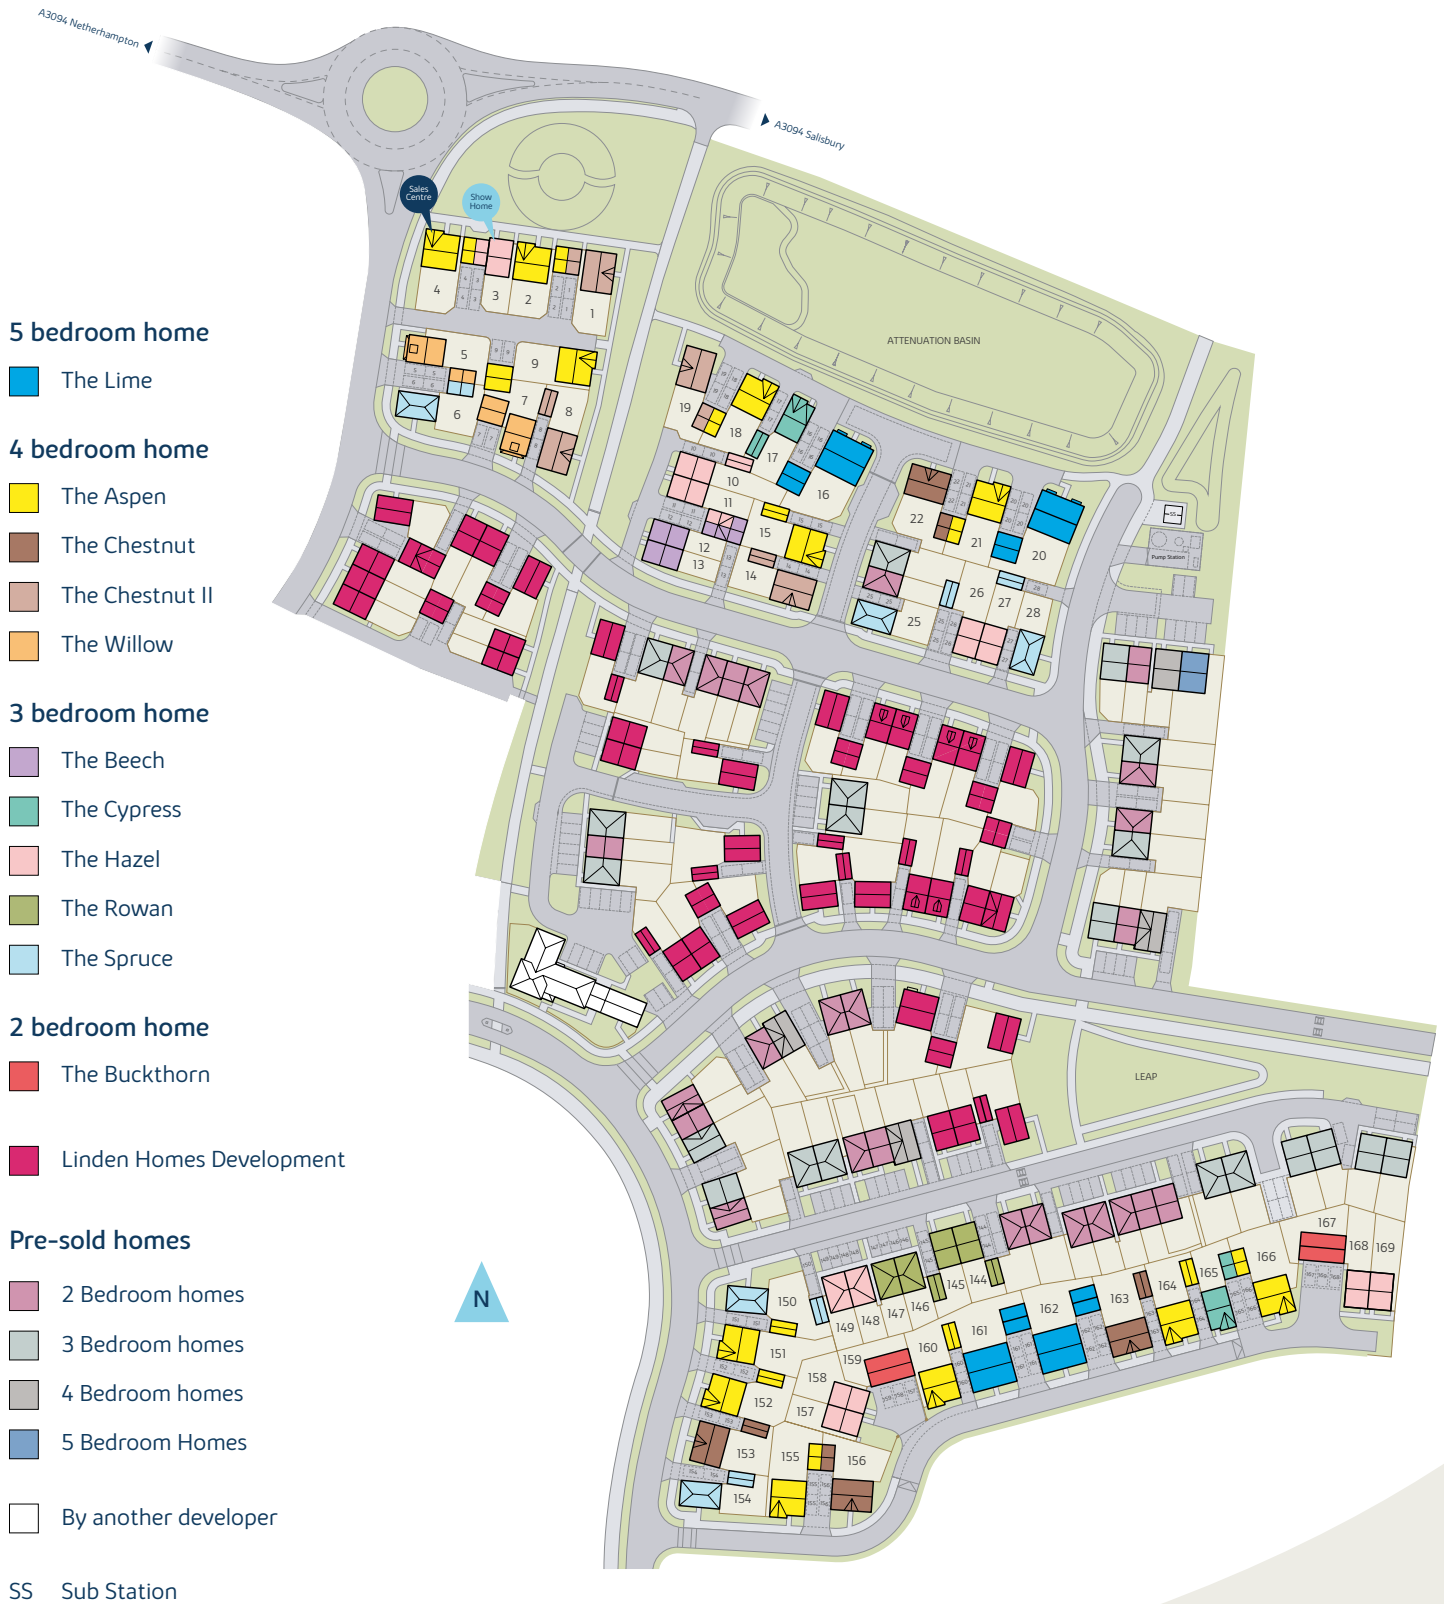 A3094 Netherhampton
A3094 Salisbury
Sales
Centre
Show
Home
ATTENUATION BASIN
SS
Pump Station
LEAP
N
5 bedroom home
The Lime
4 bedroom home
The Aspen
The Chestnut
The Chestnut II
The Willow
3 bedroom home
The Beech
The Cypress
The Hazel
The Rowan
The Spruce
2 bedroom home
The Buckthorn
Linden Homes Development
Pre-sold homes
2 Bedroom homes
3 Bedroom homes
4 Bedroom homes
5 Bedroom Homes
By another developer
SS Sub Station
4
3
2
1
5
9
6
7
8
19
18
17
16
10
11
15
12
13
14
22
21
20
26
27
28
25
150
149
148
147
146
145
144
151
152
153
154
155
156
157
158
159
160
161
162
163
164
165
166
167
168
169